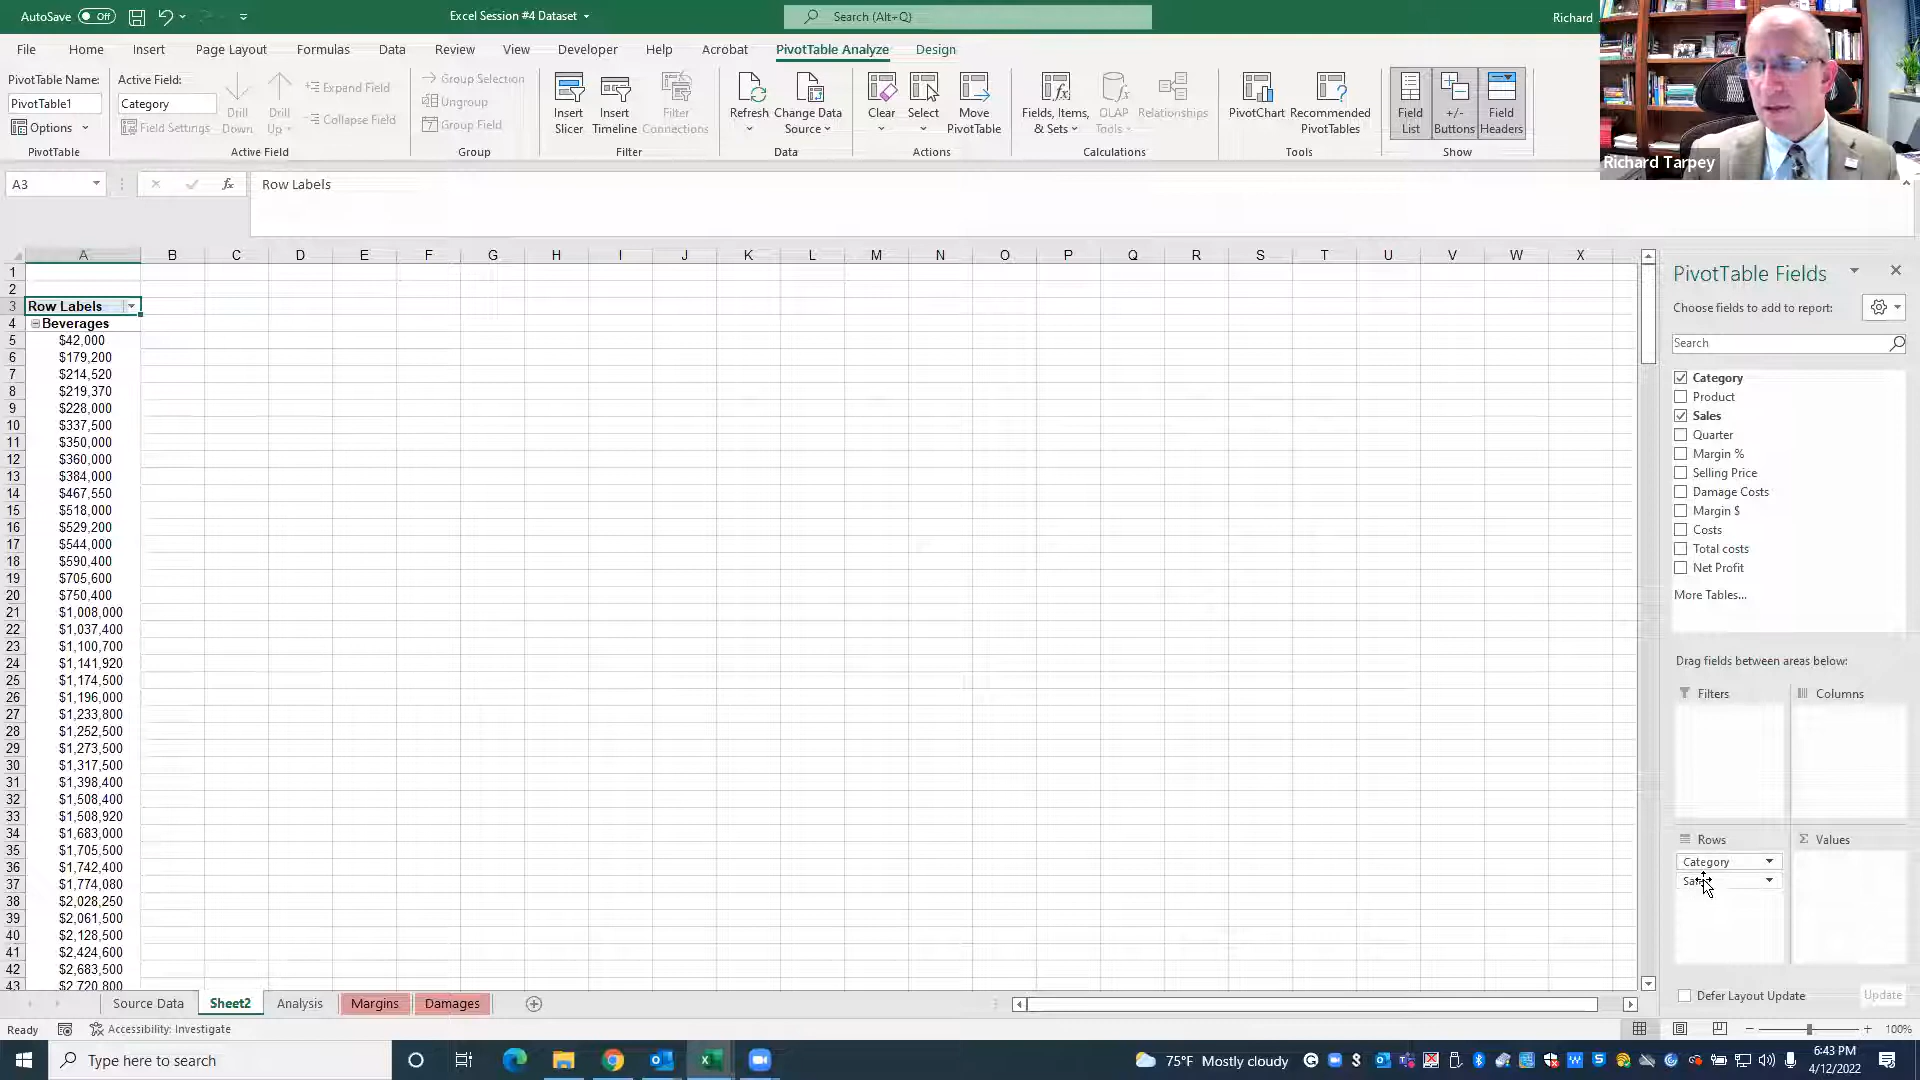 AutoSave Off Excel Session #4 Dataset Search (Alt+Q) Richard
File Home Insert Page Layout Formulas Data Review View Developer Help Acrobat PivotTable Analyze Design
PivotTable Name:
PivotTable1
Options
PivotTable
Active Field:
Category
Field Settings
Drill Down
Drill Up
Expand Field
Collapse Field
Active Field
Group Selection
Ungroup
Group Field
Group
Insert Slicer
Insert Timeline
Filter Connections
Filter
Refresh
Change Data Source
Data
Clear
Select
Move PivotTable
Actions
Fields, Items, & Sets
OLAP Tools
Relationships
Calculations
PivotChart
Recommended PivotTables
Tools
Field List
+/- Buttons
Field Headers
Show
Richard Tarpey
A3 fx Row Labels
A B C D E F G H I J K L M N O P Q R S T U V W X
1
2
3 Row Labels
4 Beverages
5 $42,000
6 $179,200
7 $214,520
8 $219,370
9 $228,000
10 $337,500
11 $350,000
12 $360,000
13 $384,000
14 $467,550
15 $518,000
16 $529,200
17 $544,000
18 $590,400
19 $705,600
20 $750,400
21 $1,008,000
22 $1,037,400
23 $1,100,700
24 $1,141,920
25 $1,174,500
26 $1,196,000
27 $1,233,800
28 $1,252,500
29 $1,273,500
30 $1,317,500
31 $1,398,400
32 $1,508,400
33 $1,508,920
34 $1,683,000
35 $1,705,500
36 $1,742,400
37 $1,774,080
38 $2,028,250
39 $2,061,500
40 $2,128,500
41 $2,424,600
42 $2,683,500
43 $2,720,800
PivotTable Fields
Choose fields to add to report:
Search
Category
Product
Sales
Quarter
Margin %
Selling Price
Damage Costs
Margin $
Costs
Total costs
Net Profit
More Tables...
Drag fields between areas below:
Filters Columns
Rows Σ Values
Category
Defer Layout Update Update
Source Data Sheet2 Analysis Margins Damages
Ready Accessibility: Investigate 100%
Type here to search 75°F Mostly cloudy 6:43 PM
4/12/2022